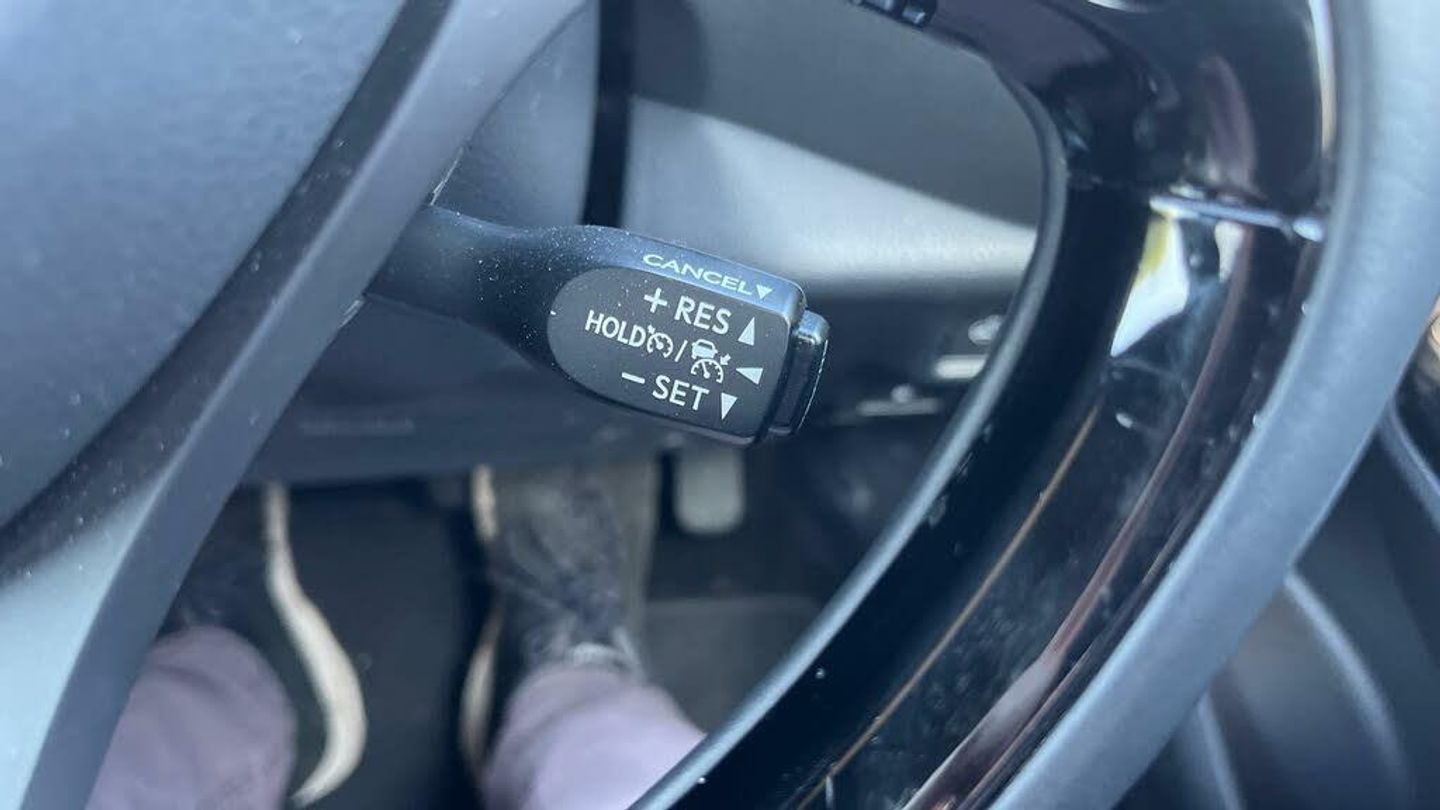 CANCEL▼
+ RES ▲
HOLD / ◀
− SET ▼